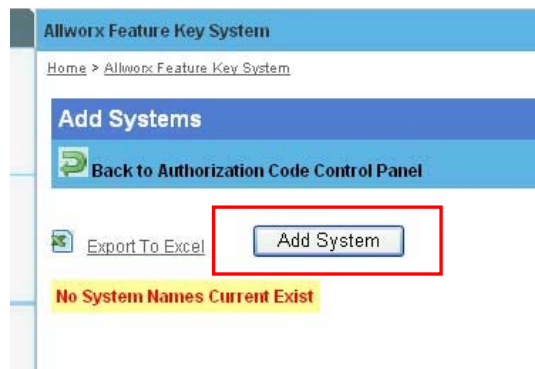 Allworx Feature Key System
Home > Allworx Feature Key System
Add Systems
Back to Authorization Code Control Panel
Export To Excel
Add System
No System Names Current Exist